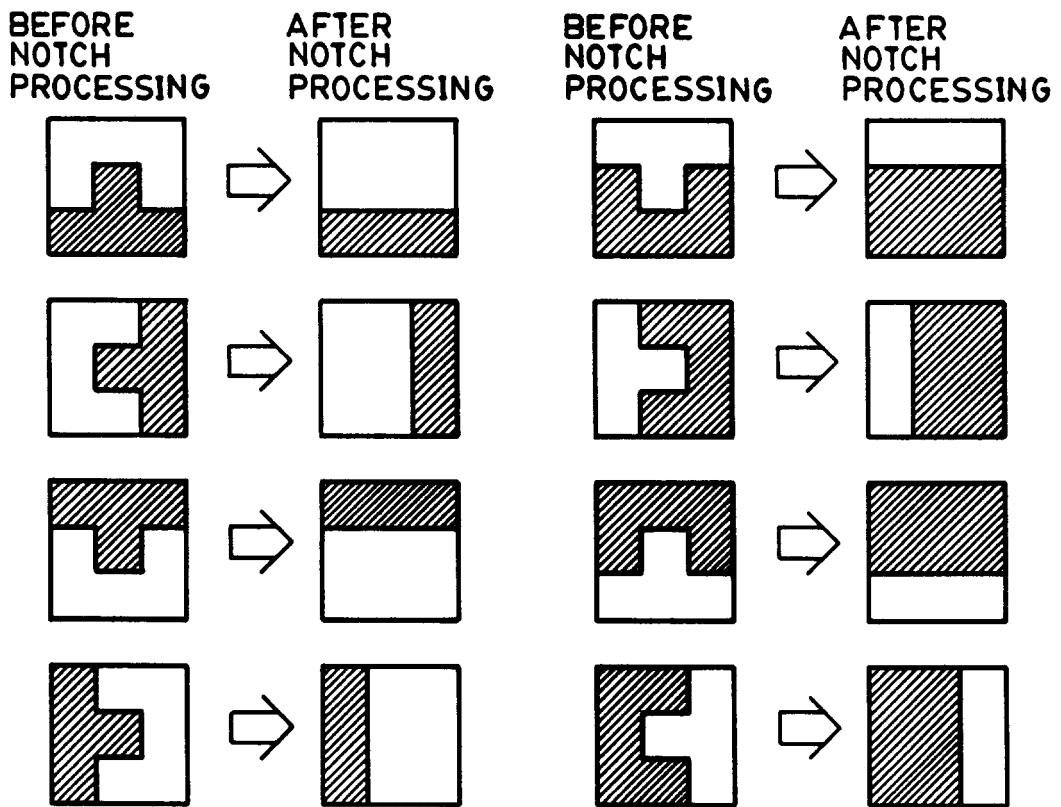 BEFORE
NOTCH
PROCESSING
AFTER
NOTCH
PROCESSING
BEFORE
NOTCH
PROCESSING
AFTER
NOTCH
PROCESSING